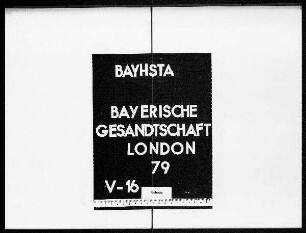 BAYHSTA
BAYERISCHE
GESANDTSCHAFT
LONDON
79
V-16